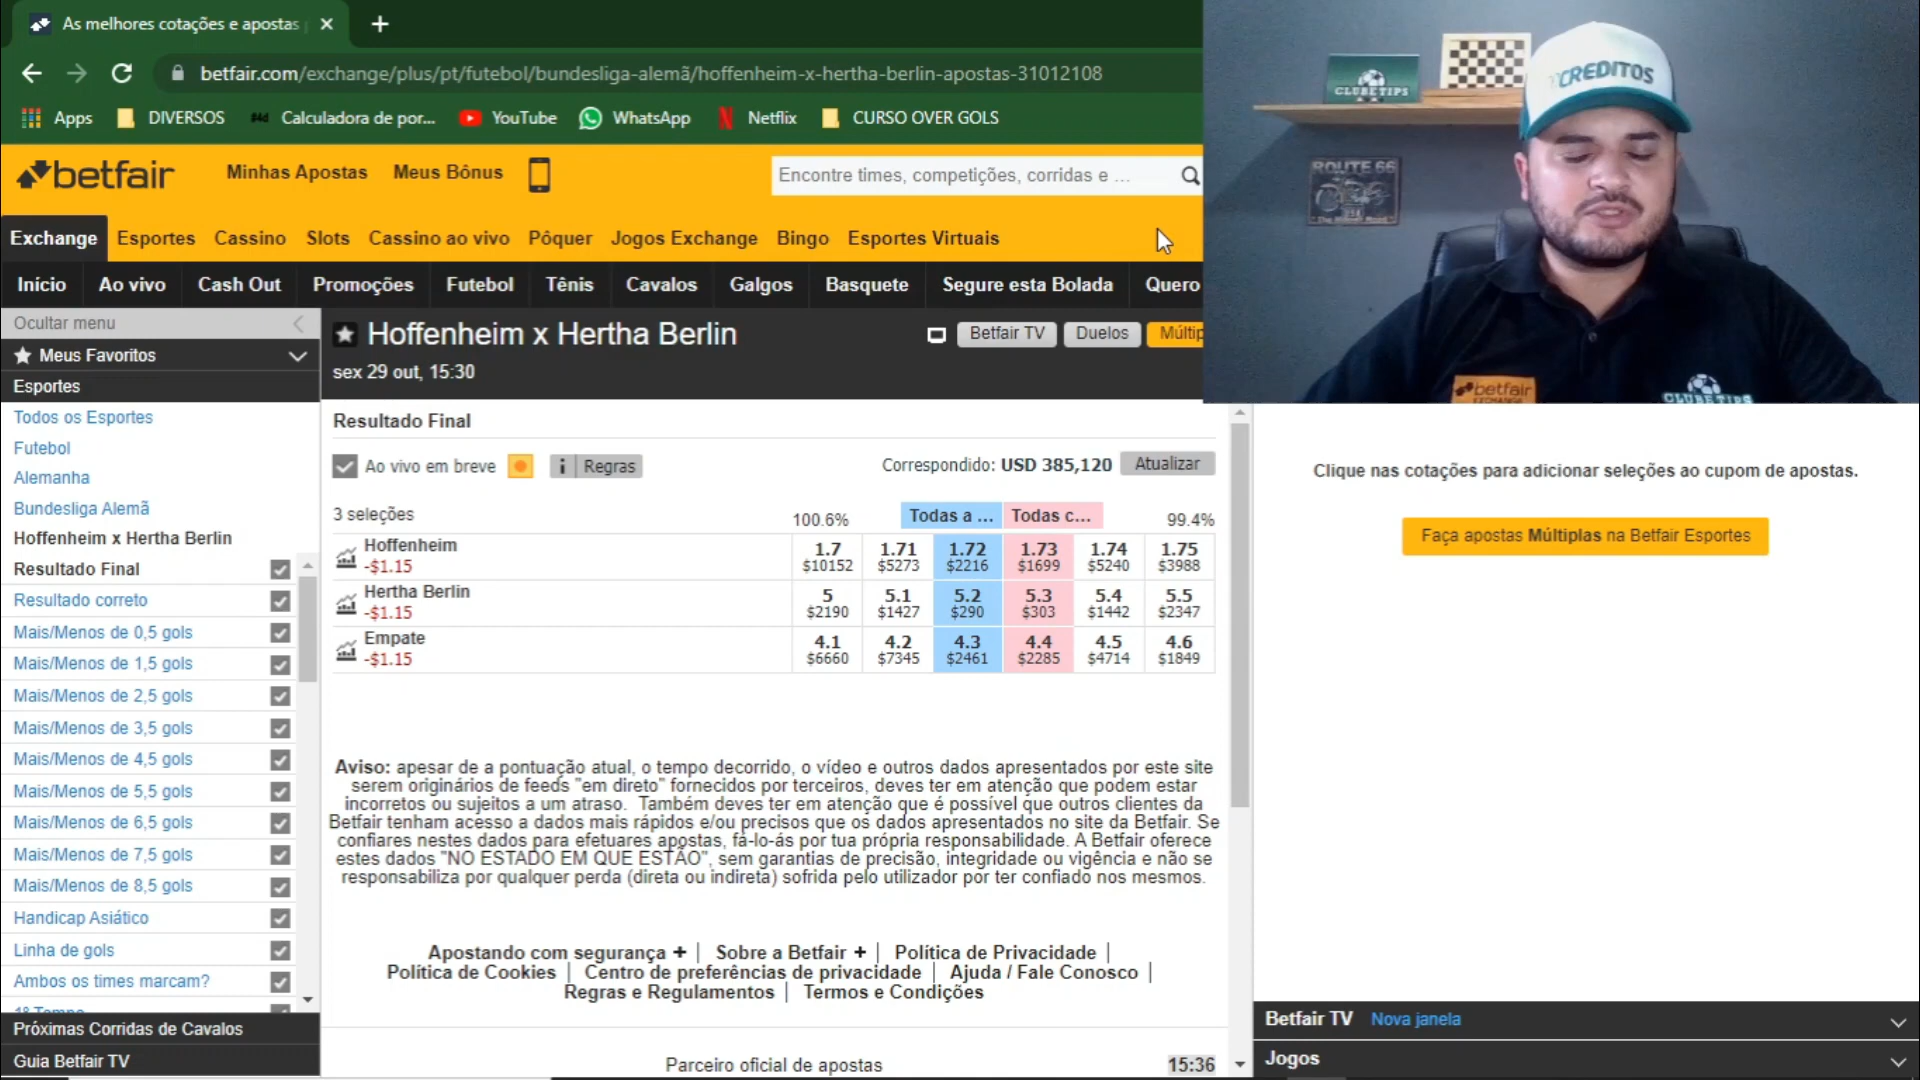 As melhores cotações e apostas
betfair.com/exchange/plus/pt/futebol/bundesliga-alemã/hoffenheim-x-hertha-berlin-apostas-31012108
Apps DIVERSOS Calculadora de por... YouTube WhatsApp Netflix CURSO OVER GOLS
betfair Minhas Apostas Meus Bônus Encontre times, competições, corridas e ...
Exchange Esportes Cassino Slots Cassino ao vivo Pôquer Jogos Exchange Bingo Esportes Virtuais
Início Ao vivo Cash Out Promoções Futebol Tênis Cavalos Galgos Basquete Segure esta Bolada Quero
CREDITOS
CLUBETIPS
ROUTE 66
betfair
EXCHANGE
CLUBETIPS
Ocultar menu
Meus Favoritos
Esportes
Todos os Esportes
Futebol
Alemanha
Bundesliga Alemã
Hoffenheim x Hertha Berlin
Resultado Final
Resultado correto
Mais/Menos de 0,5 gols
Mais/Menos de 1,5 gols
Mais/Menos de 2,5 gols
Mais/Menos de 3,5 gols
Mais/Menos de 4,5 gols
Mais/Menos de 5,5 gols
Mais/Menos de 6,5 gols
Mais/Menos de 7,5 gols
Mais/Menos de 8,5 gols
Handicap Asiático
Linha de gols
Ambos os times marcam?
1º Tempo
Próximas Corridas de Cavalos
Guia Betfair TV
Hoffenheim x Hertha Berlin Betfair TV Duelos Múltip
sex 29 out, 15:30
Resultado Final
Ao vivo em breve i Regras Correspondido: USD 385,120 Atualizar
3 seleções 100.6% Todas a ... Todas c... 99.4%
Hoffenheim 1.7 1.71 1.72 1.73 1.74 1.75
-$1.15 $10152 $5273 $2216 $1699 $5240 $3988
Hertha Berlin 5 5.1 5.2 5.3 5.4 5.5
-$1.15 $2190 $1427 $290 $303 $1442 $2347
Empate 4.1 4.2 4.3 4.4 4.5 4.6
-$1.15 $6660 $7345 $2461 $2285 $4714 $1849
Aviso: apesar de a pontuação atual, o tempo decorrido, o vídeo e outros dados apresentados por este site
serem originários de feeds "em direto" fornecidos por terceiros, deves ter em atenção que podem estar
incorretos ou sujeitos a um atraso. Também deves ter em atenção que é possível que outros clientes da
Betfair tenham acesso a dados mais rápidos e/ou precisos que os dados apresentados no site da Betfair. Se
confiares nestes dados para efetuares apostas, fá-lo-ás por tua própria responsabilidade. A Betfair oferece
estes dados "NO ESTADO EM QUE ESTÃO", sem garantias de precisão, integridade ou vigência e não se
responsabiliza por qualquer perda (direta ou indireta) sofrida pelo utilizador por ter confiado nos mesmos.
Apostando com segurança + | Sobre a Betfair + | Política de Privacidade |
Política de Cookies | Centro de preferências de privacidade | Ajuda / Fale Conosco |
Regras e Regulamentos | Termos e Condições
Parceiro oficial de apostas 15:36
Clique nas cotações para adicionar seleções ao cupom de apostas.
Faça apostas Múltiplas na Betfair Esportes
Betfair TV Nova janela
Jogos